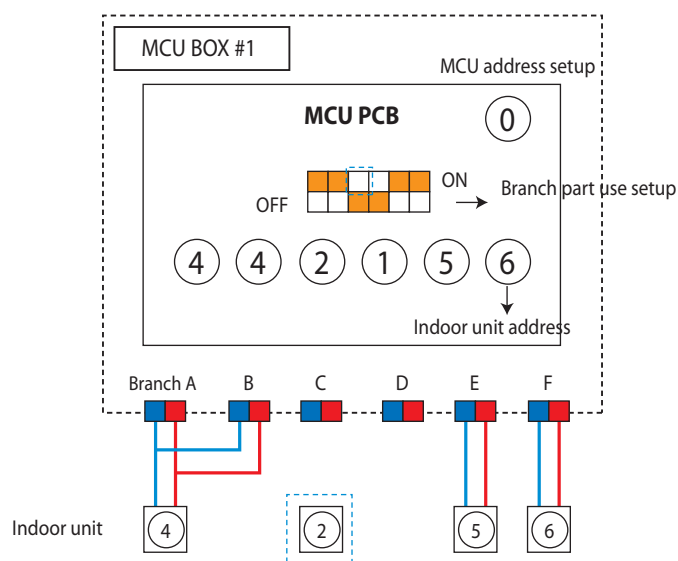 MCU BOX #1
MCU address setup
MCU PCB
0
ON
OFF
Branch part use setup
4 4 2 1 5 6
Indoor unit address
Branch A B C D E F
Indoor unit 4 2 5 6